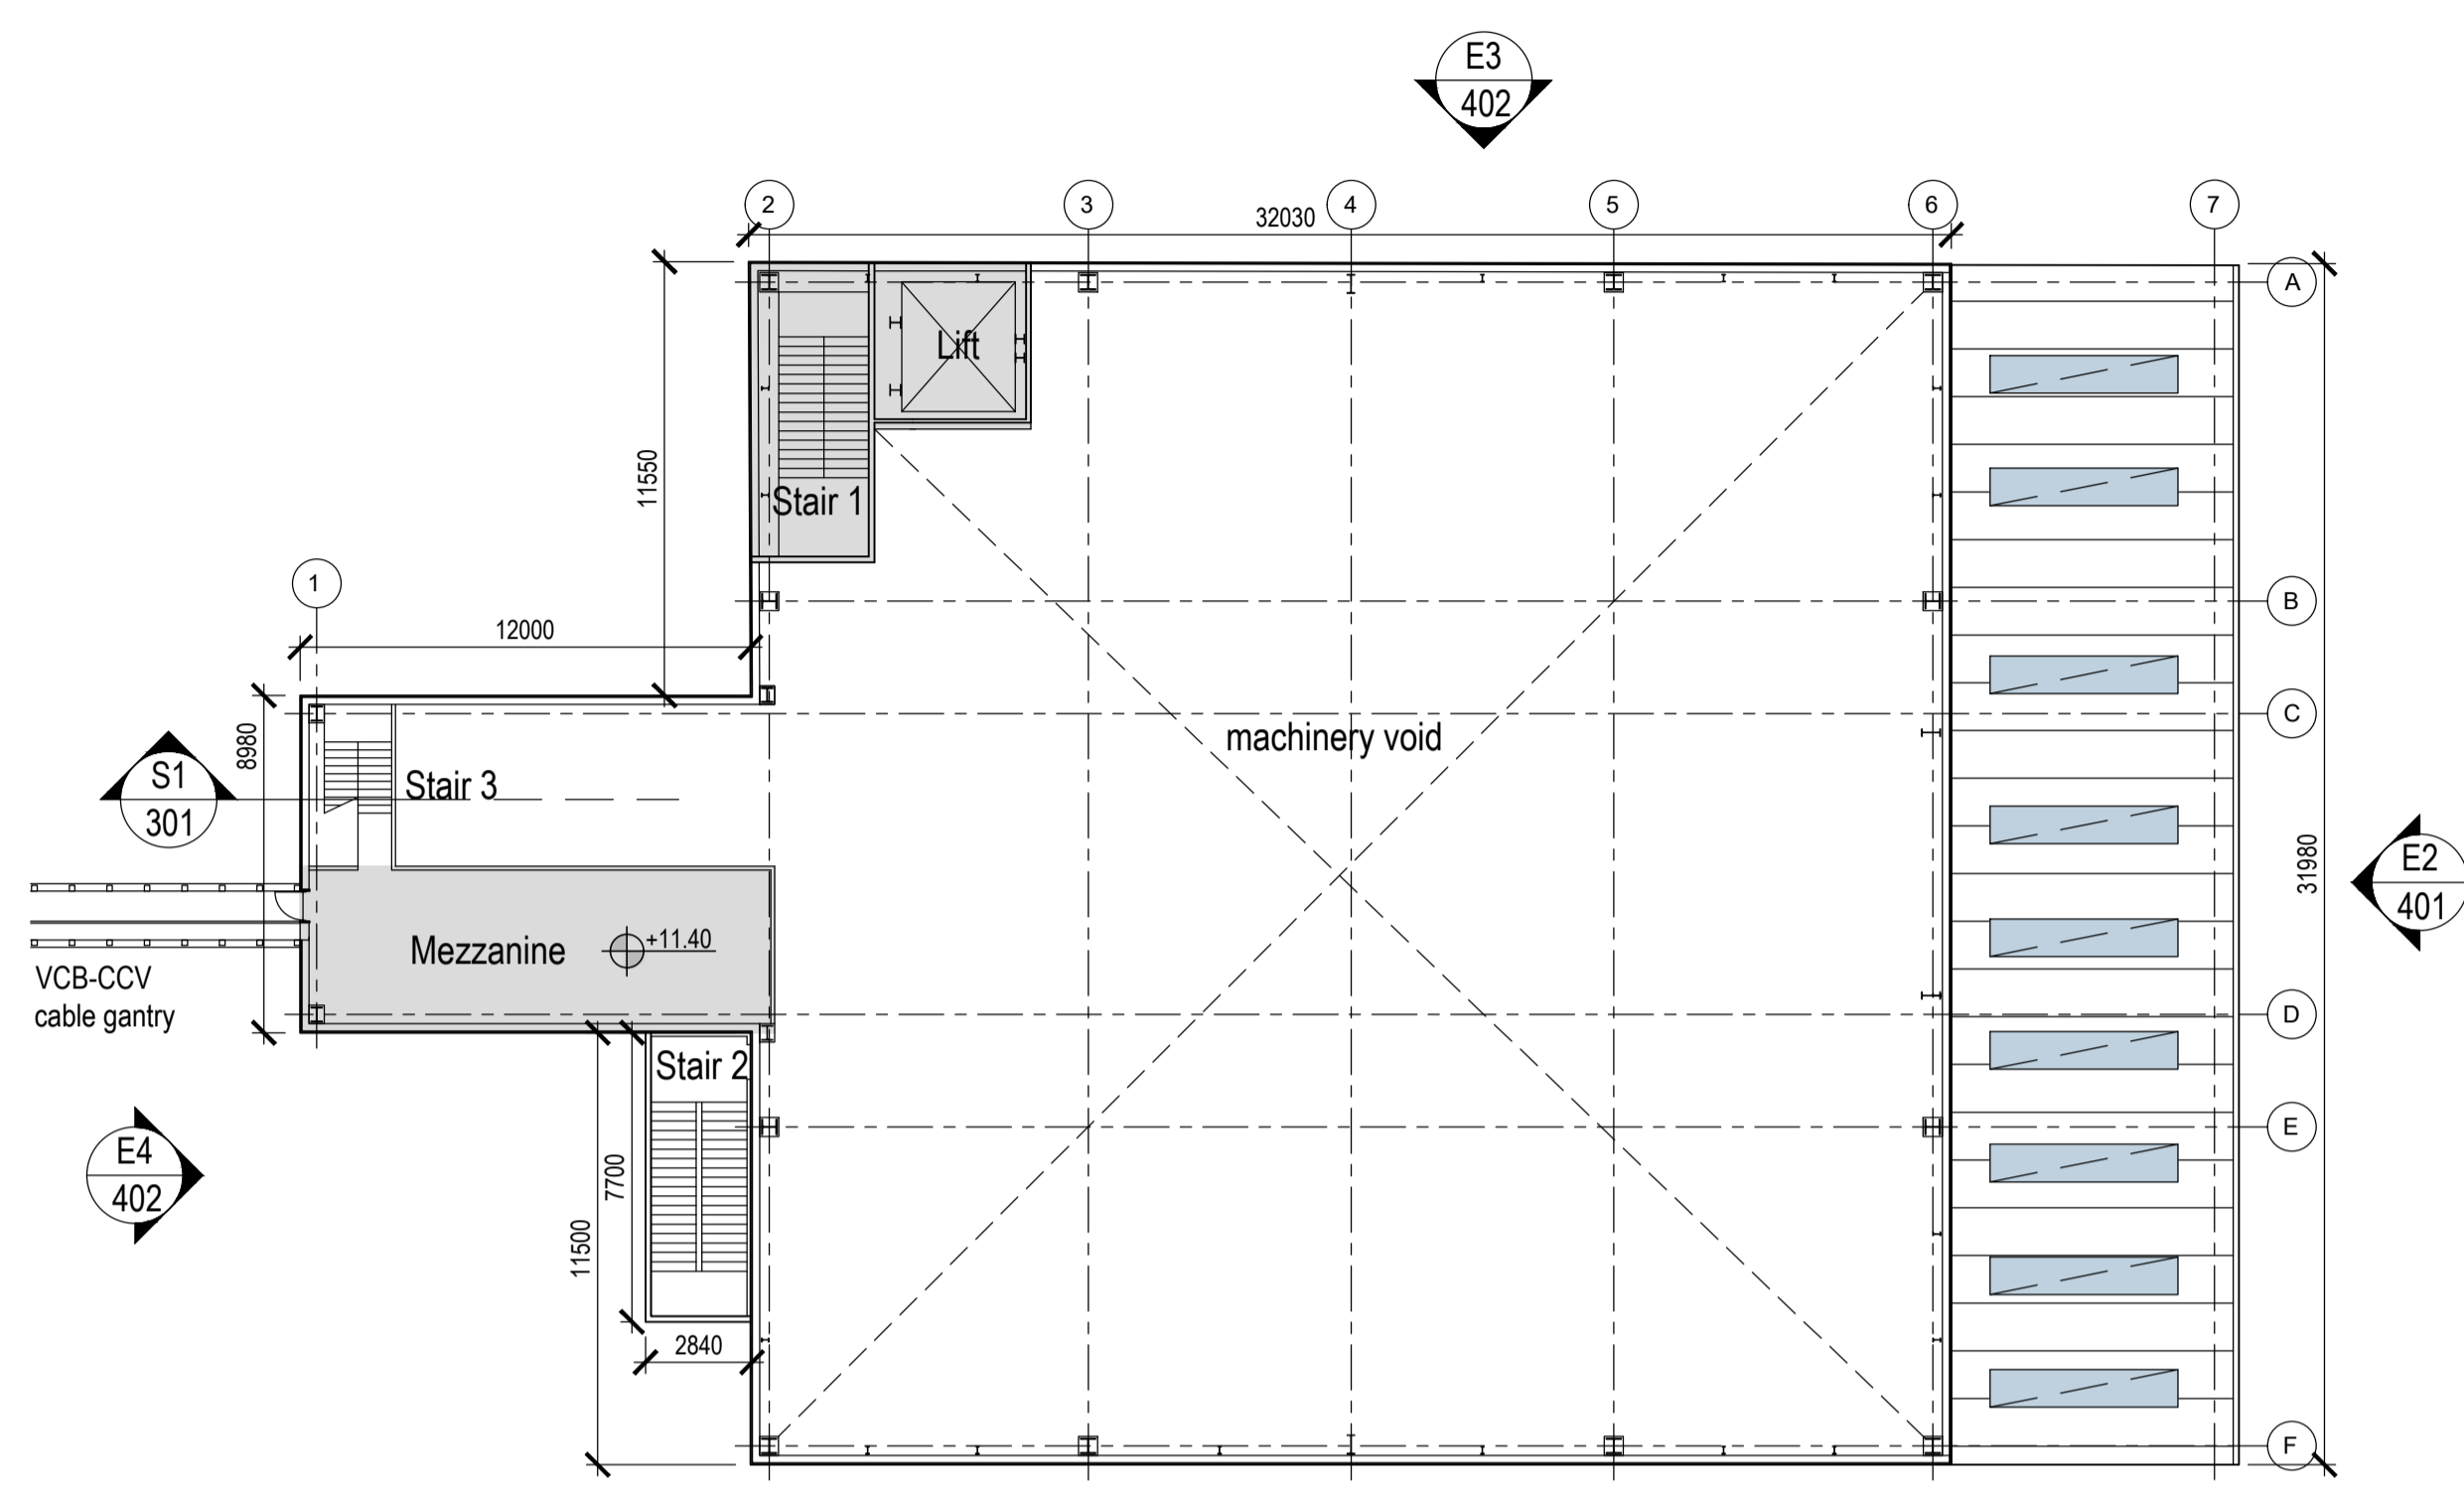 E3
402
2
3
4
5
6
7
32030
A
Lift
11550
Stair 1
1
B
12000
C
machinery void
8980
S1
301
Stair 3
31980
E2
401
Mezzanine
+11.40
VCB-CCV
cable gantry
D
Stair 2
E
E4
402
7700
11500
2840
F